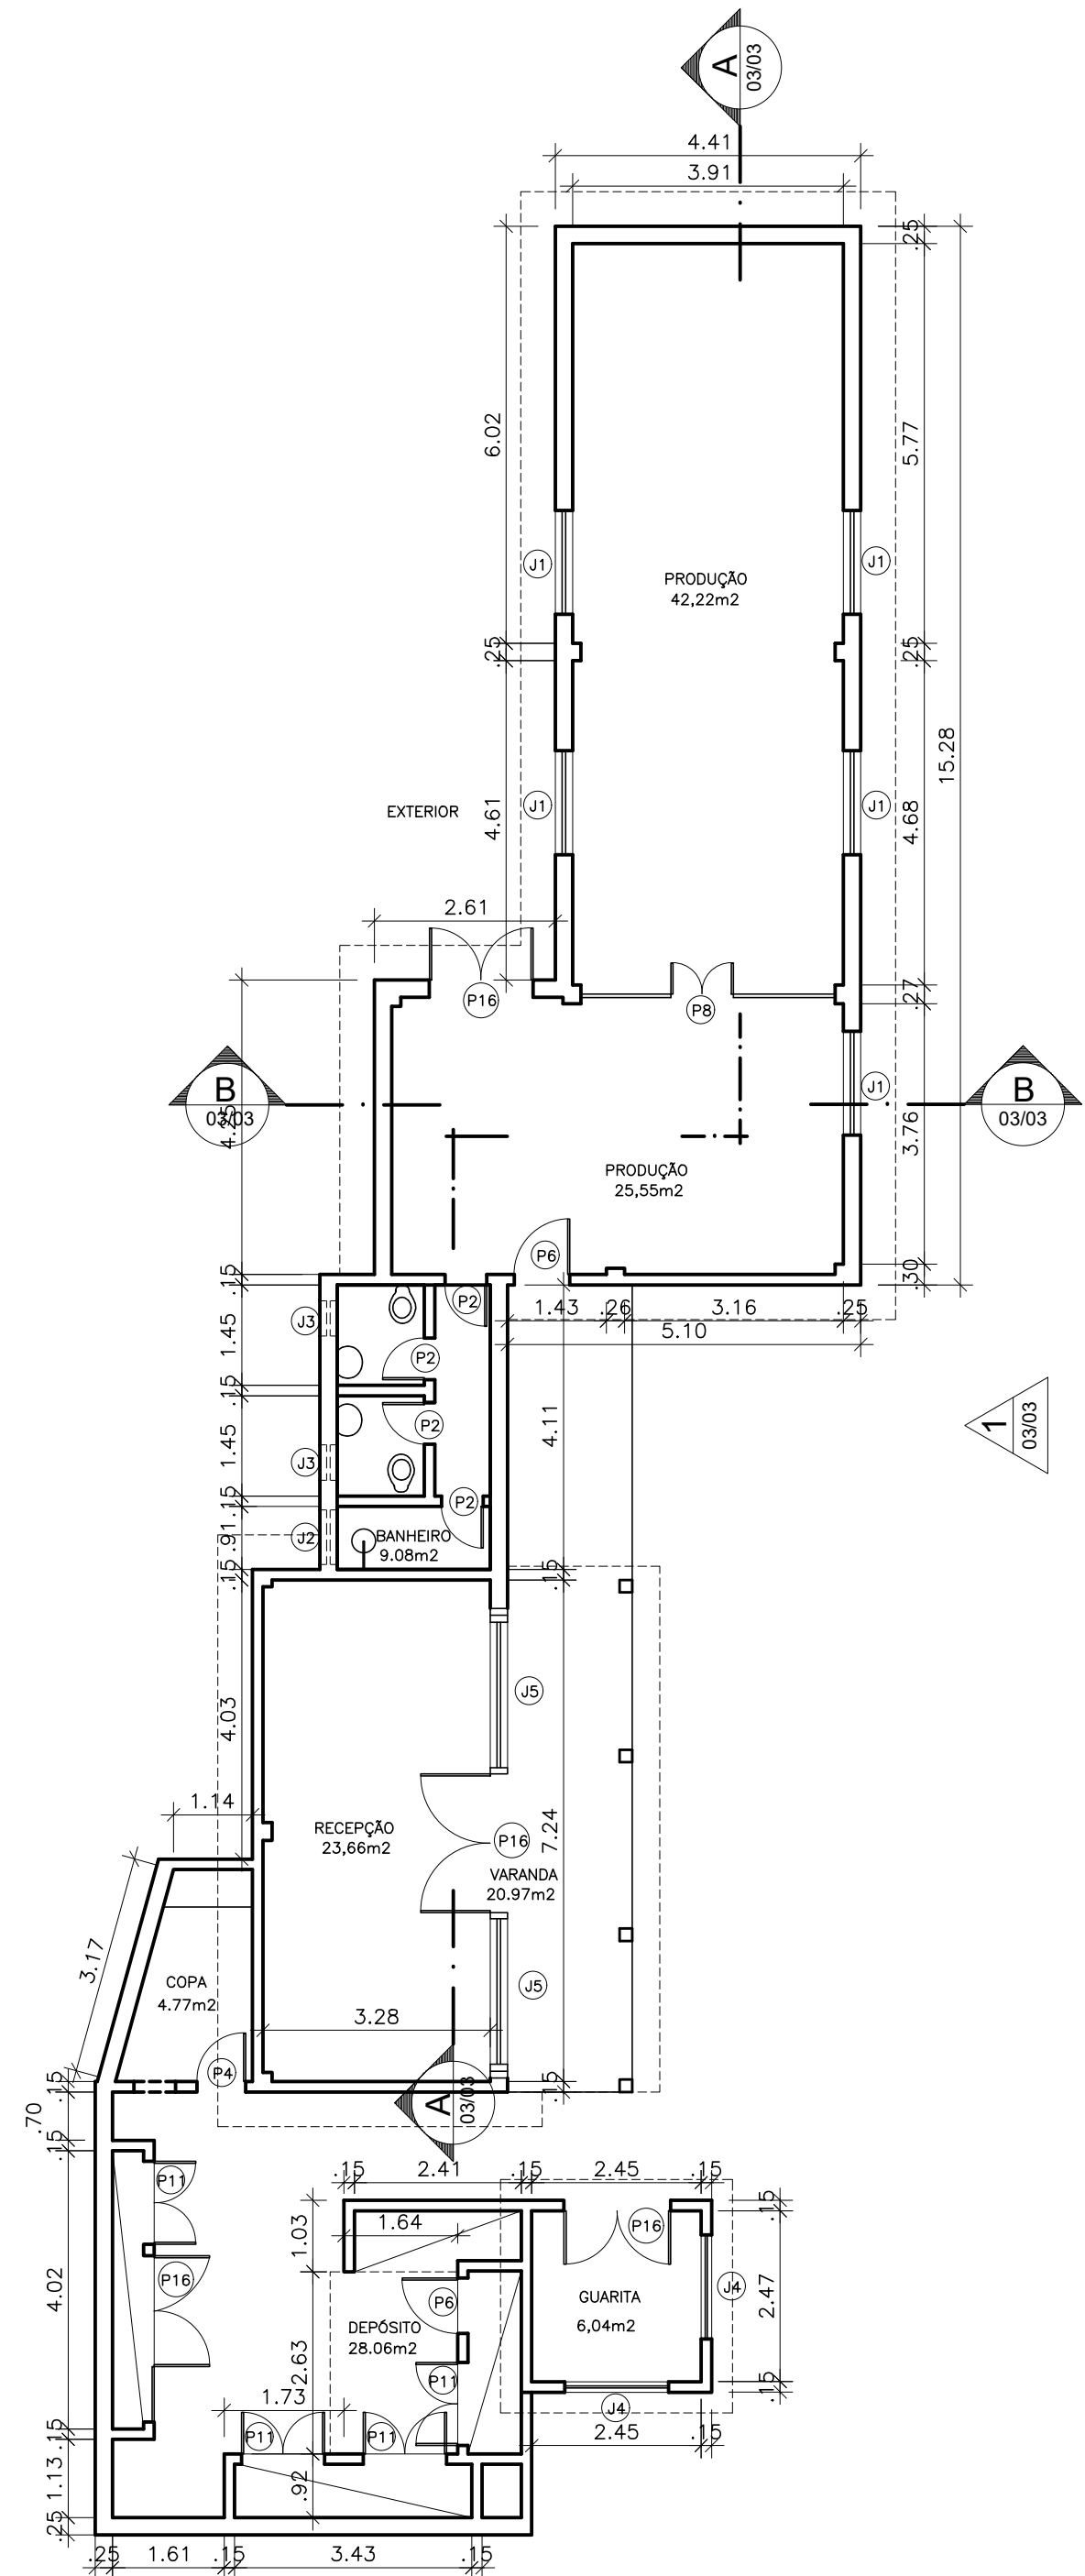 A
03/03
4.41
3.91
.25
6.02
5.77
J1
J1
PRODUÇÃO
42,22m2
.25
.25
15.28
EXTERIOR
4.61
J1
J1
4.68
2.61
P16
P8
.27
B
03/03
4.25
J1
B
03/03
3.76
PRODUÇÃO
25,55m2
P6
.15
.30
P2
J3
1.43
.26
3.16
.25
5.10
1.45
P2
.15
P2
4.11
1
03/03
1.45
J3
P2
.15
.91
J2
BANHEIRO
9.08m2
.15
.15
J5
4.03
1.14
RECEPÇÃO
23,66m2
P16
7.24
VARANDA
20.97m2
3.17
COPA
4.77m2
J5
3.28
P4
.15
A
03/03
.15
.70
.15
P11
.15
2.41
.15
2.45
.15
.15
1.03
1.64
P16
P16
4.02
P6
GUARITA
6,04m2
J4
2.47
DEPÓSITO
28.06m2
2.63
P11
1.73
.15
J4
P11
P11
2.45
.15
.15
1.13
.92
.25
.25
1.61
.15
3.43
.15